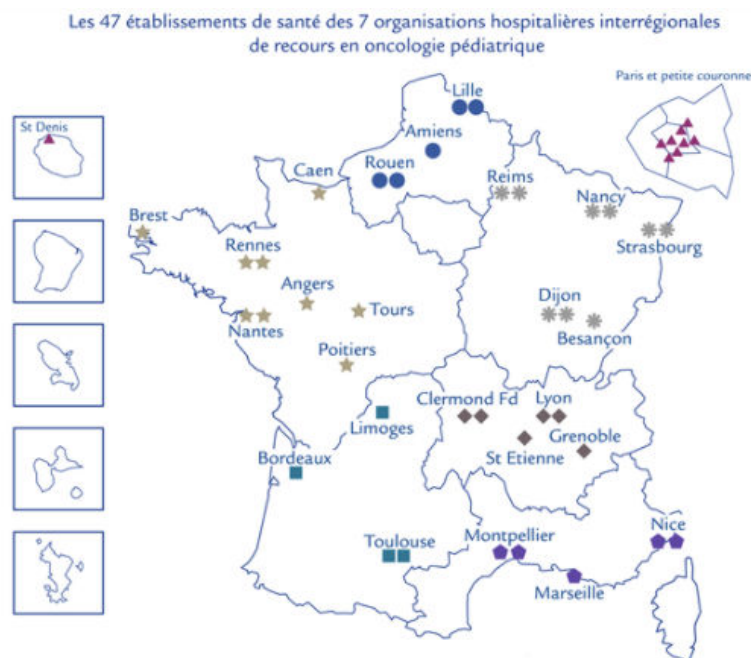 Les 47 établissements de santé des 7 organisations hospitalières interrégionales
de recours en oncologie pédiatrique
Paris et petite couronne
Lille
St Denis
Amiens
Rouen
Caen
Reims
Nancy
Brest
Strasbourg
Rennes
Angers
Dijon
Tours
Nantes
Besançon
Poitiers
Clermond Fd
Lyon
Limoges
Grenoble
St Etienne
Bordeaux
Nice
Montpellier
Toulouse
Marseille